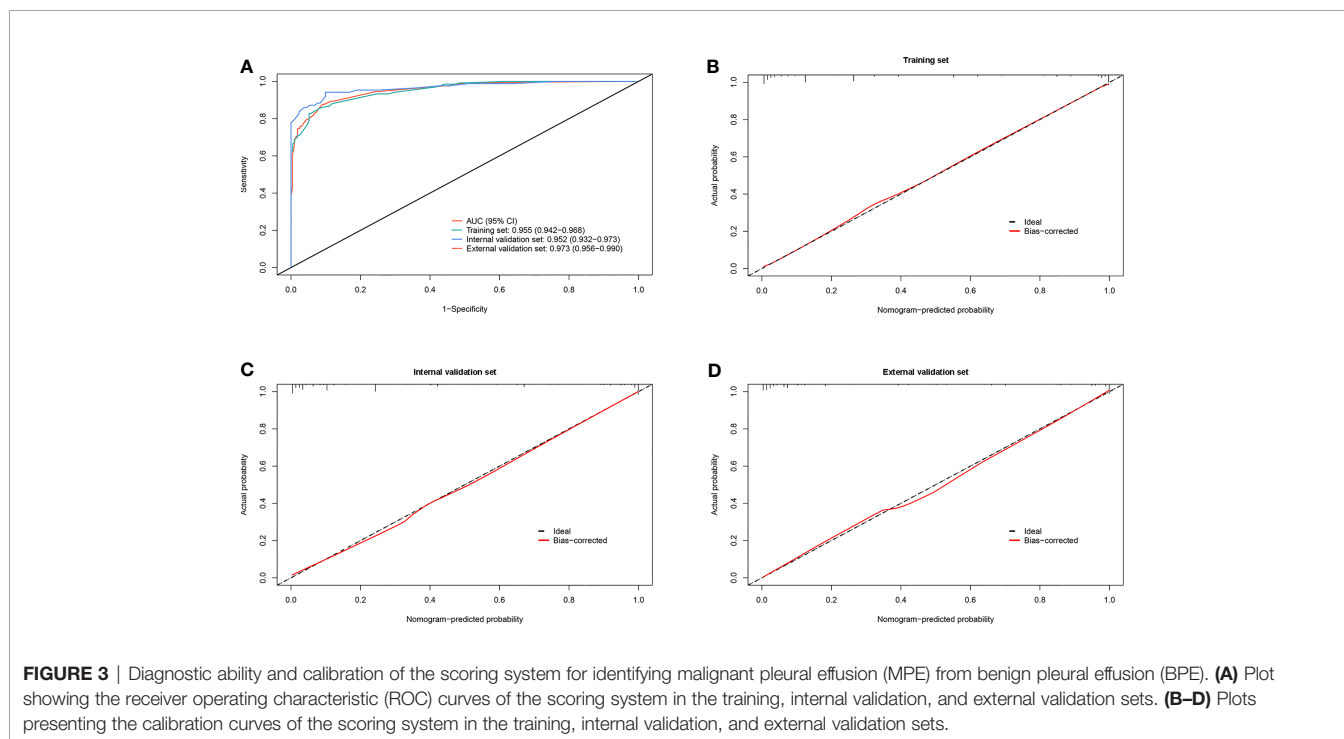 A
Sensitivity
1.0
0.8
0.6
0.4
0.2
0.0
AUC (95% CI)
Training set: 0.955 (0.942−0.968)
Internal validation set: 0.952 (0.932−0.973)
External validation set: 0.973 (0.956−0.990)
0.0 0.2 0.4 0.6 0.8 1.0
1−Specificity
B
Training set
Actual probability
1.0
0.8
0.6
0.4
0.2
0.0
Ideal
Bias−corrected
0.0 0.2 0.4 0.6 0.8 1.0
Nomogram−predicted probability
C
Internal validation set
Actual probability
1.0
0.8
0.6
0.4
0.2
0.0
Ideal
Bias−corrected
0.0 0.2 0.4 0.6 0.8 1.0
Nomogram−predicted probability
D
External validation set
Actual probability
1.0
0.8
0.6
0.4
0.2
0.0
Ideal
Bias−corrected
0.0 0.2 0.4 0.6 0.8 1.0
Nomogram−predicted probability
FIGURE 3 | Diagnostic ability and calibration of the scoring system for identifying malignant pleural effusion (MPE) from benign pleural effusion (BPE). (A) Plot
showing the receiver operating characteristic (ROC) curves of the scoring system in the training, internal validation, and external validation sets. (B–D) Plots
presenting the calibration curves of the scoring system in the training, internal validation, and external validation sets.